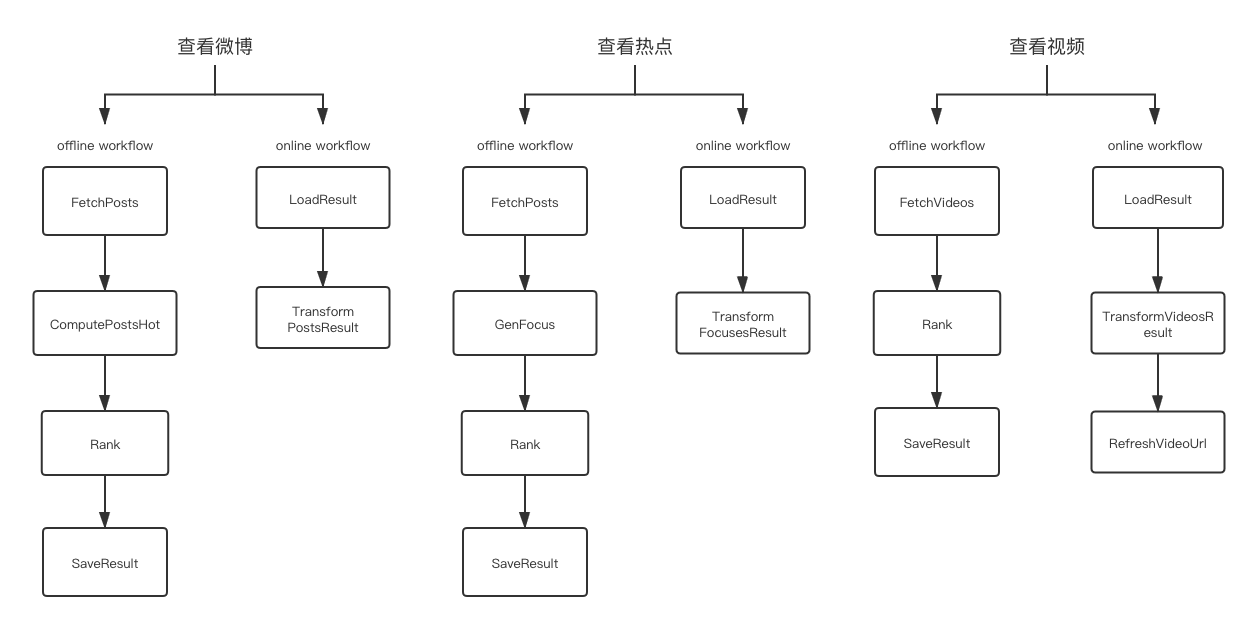 查看微博
offline workflow
FetchPosts
ComputePostsHot
Rank
SaveResult
online workflow
LoadResult
Transform
PostsResult
查看热点
offline workflow
FetchPosts
GenFocus
Rank
SaveResult
online workflow
LoadResult
Transform
FocusesResult
查看视频
offline workflow
FetchVideos
Rank
SaveResult
online workflow
LoadResult
TransformVideosR
esult
RefreshVideoUrl